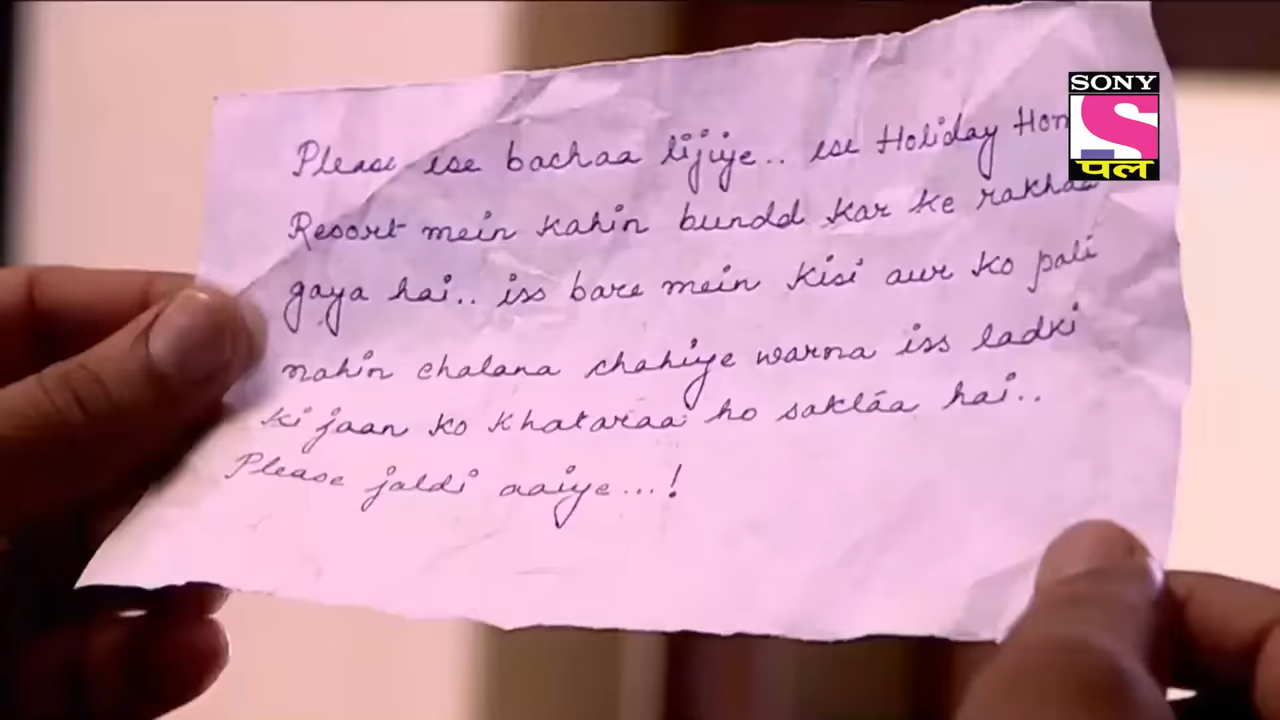 SONY
S
पल
Please ise bachaa lijiye.. ise Holiday Hom
Resort mein kahin bundd kar ke rakhaa
gaya hai.. iss bare mein kisi aur ko pata
nahin chalana chahiye warna iss ladki
ki jaan ko khataraa ho saktaa hai..
Please jaldi aaiye...!